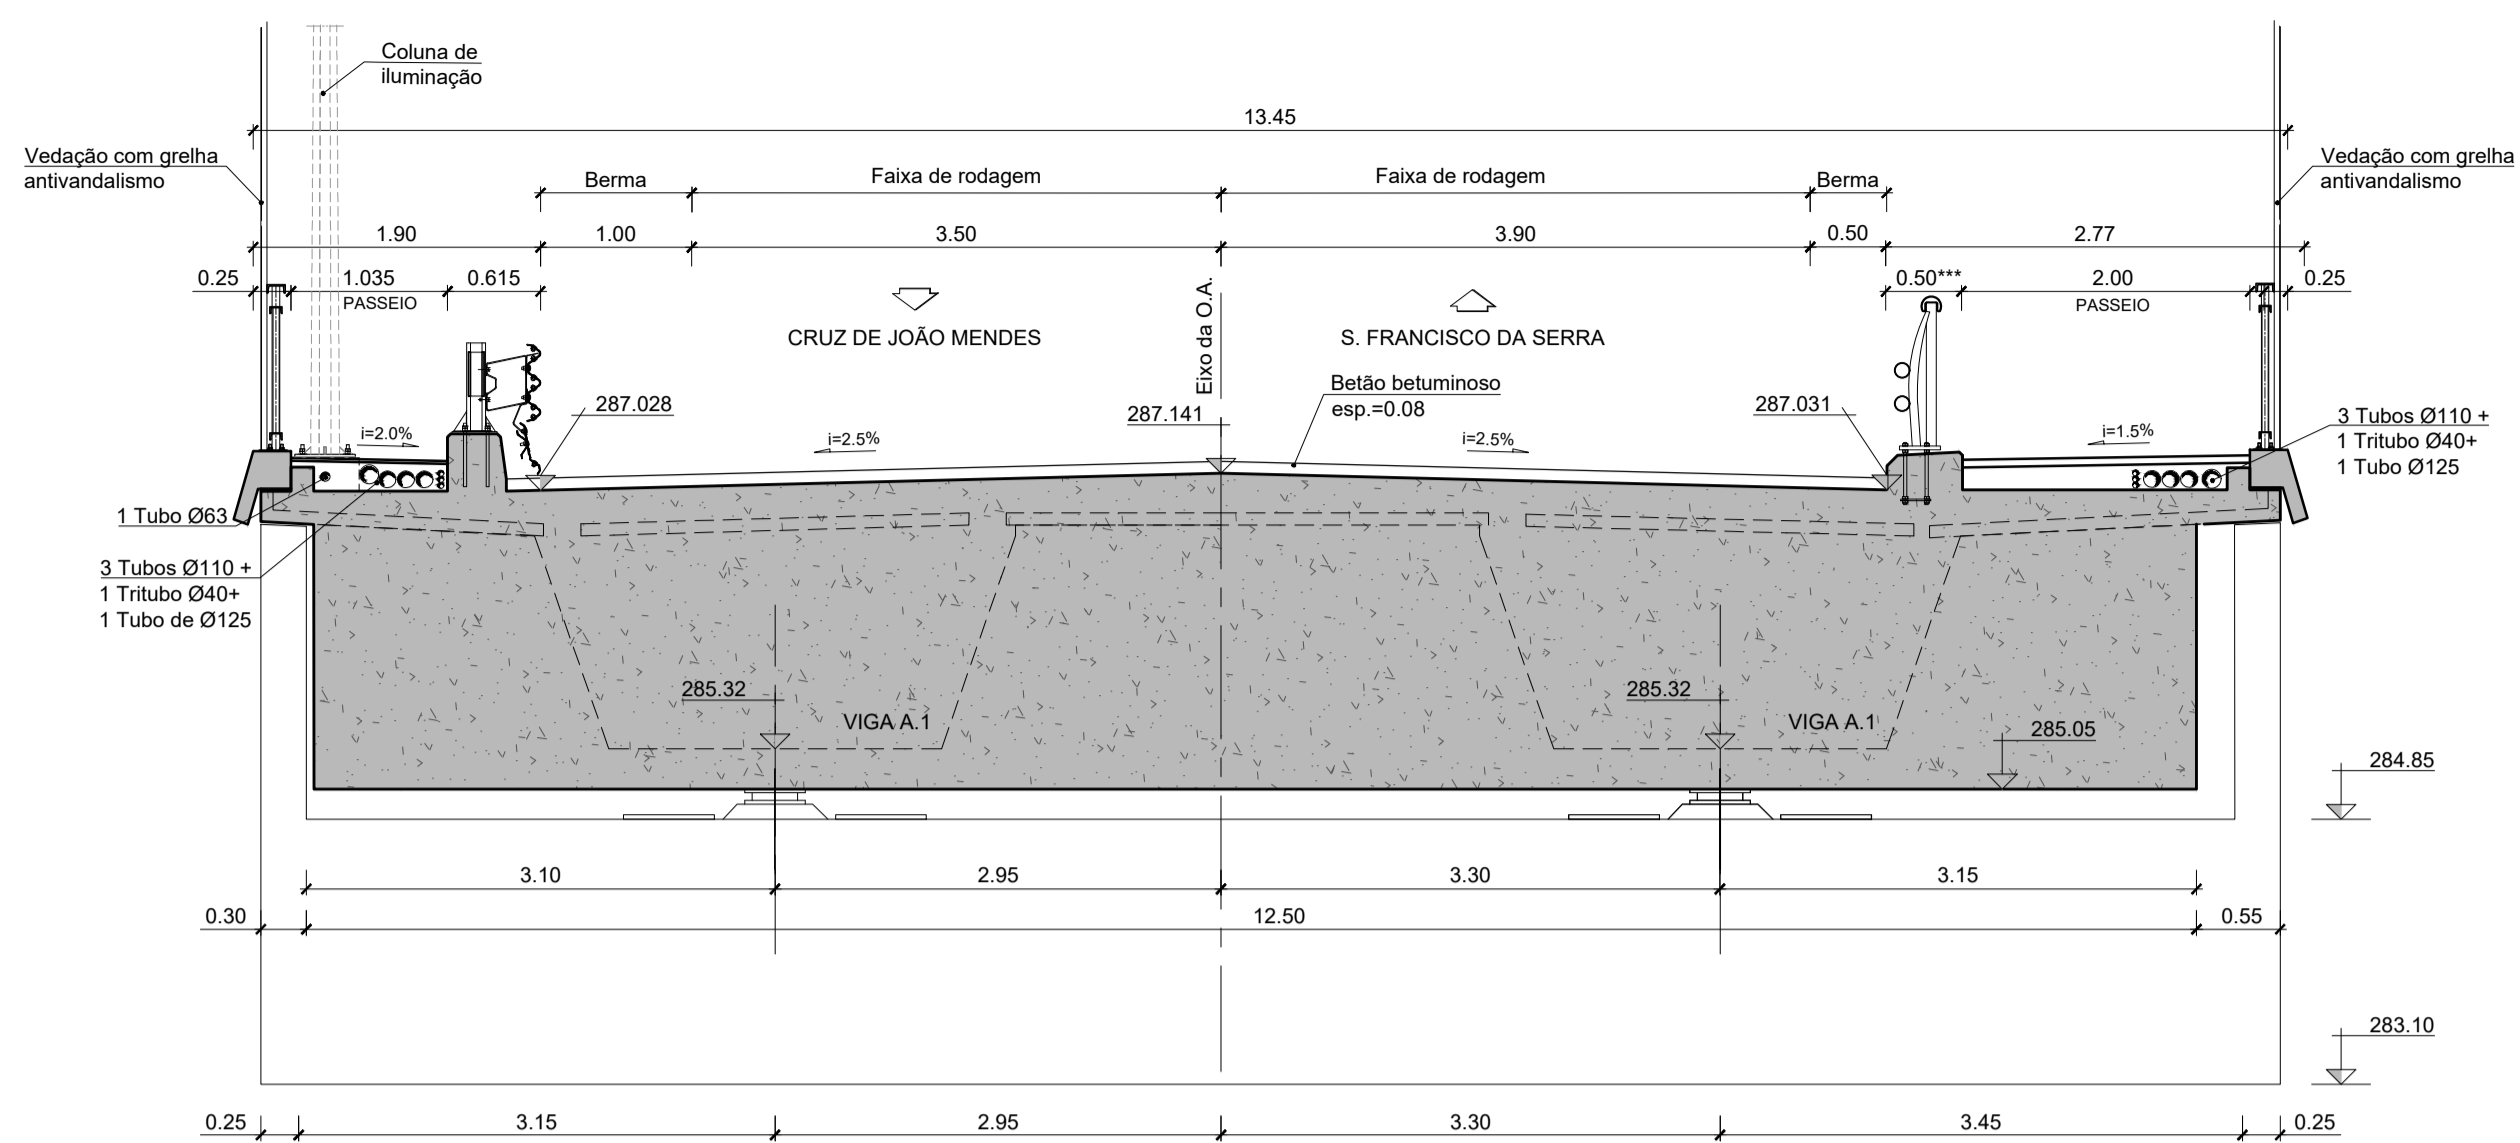 Coluna de
iluminação
13.45
Vedação com grelha
antivandalismo
Vedação com grelha
antivandalismo
Berma
Faixa de rodagem
Faixa de rodagem
Berma
1.90
1.00
3.50
3.90
0.50
2.77
0.25
1.035
PASSEIO
0.615
0.50***
2.00
PASSEIO
0.25
Eixo da O.A.
CRUZ DE JOÃO MENDES
S. FRANCISCO DA SERRA
Betão betuminoso
esp.=0.08
287.028
287.141
287.031
i=2.0%
i=2.5%
i=2.5%
i=1.5%
3 Tubos Ø110 +
1 Tritubo Ø40+
1 Tubo Ø125
1 Tubo Ø63
3 Tubos Ø110 +
1 Tritubo Ø40+
1 Tubo de Ø125
285.32
VIGA A.1
285.32
VIGA A.1
285.05
284.85
3.10
2.95
3.30
3.15
0.30
12.50
0.55
283.10
0.25
3.15
2.95
3.30
3.45
0.25